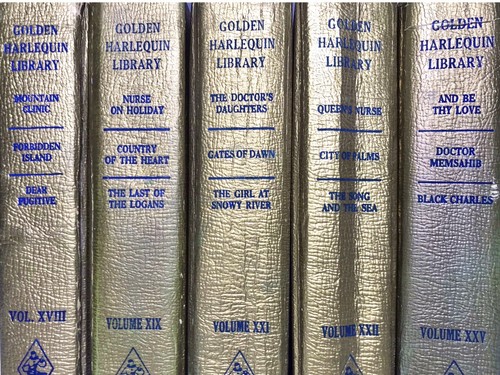 GOLDEN
HARLEQUIN
LIBRARY
MOUNTAIN
CLINIC
FORBIDDEN
ISLAND
DEAR
FUGITIVE
VOL. XVIII
GOLDEN
HARLEQUIN
LIBRARY
NURSE
ON HOLIDAY
COUNTRY
OF THE HEART
THE LAST OF
THE LOGANS
VOLUME XIX
GOLDEN
HARLEQUIN
LIBRARY
THE DOCTOR'S
DAUGHTERS
GATES OF DAWN
THE GIRL AT
SNOWY RIVER
VOLUME XXI
GOLDEN
HARLEQUIN
LIBRARY
QUEEN'S NURSE
CITY OF PALMS
THE SONG
AND THE SEA
VOLUME XXII
GOLDEN
HARLEQUIN
LIBRARY
AND BE
THY LOVE
DOCTOR
MEMSAHIB
BLACK CHARLES
VOLUME XXV